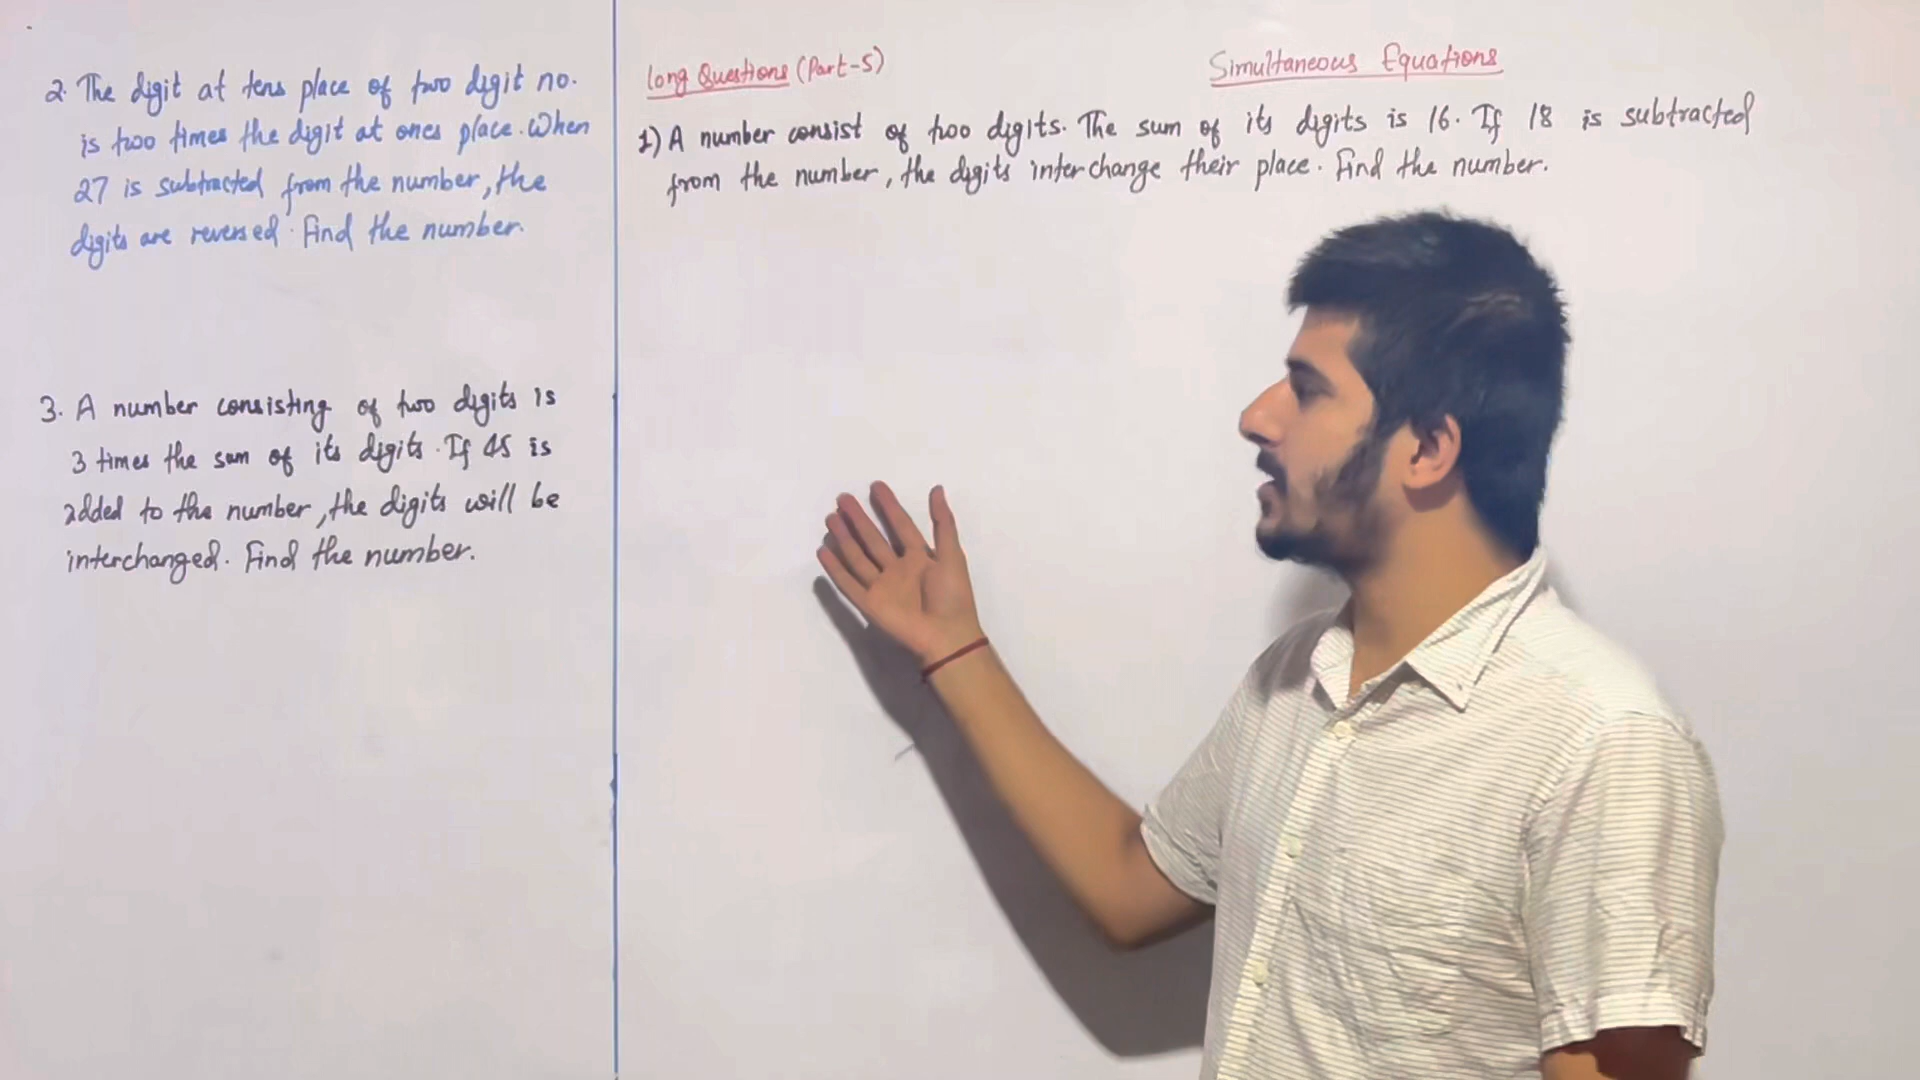 2. The digit at tens place of two digit no.
is two times the digit at ones place. When
27 is subtracted from the number, the
digits are reversed. Find the number.
3. A number consisting of two digits is
3 times the sum of its digits. If 45 is
added to the number, the digits will be
interchanged. Find the number.
Long Questions (Part-5)
Simultaneous Equations
1) A number consist of two digits. The sum of its digits is 16. If 18 is subtracted
from the number, the digits interchange their place. Find the number.